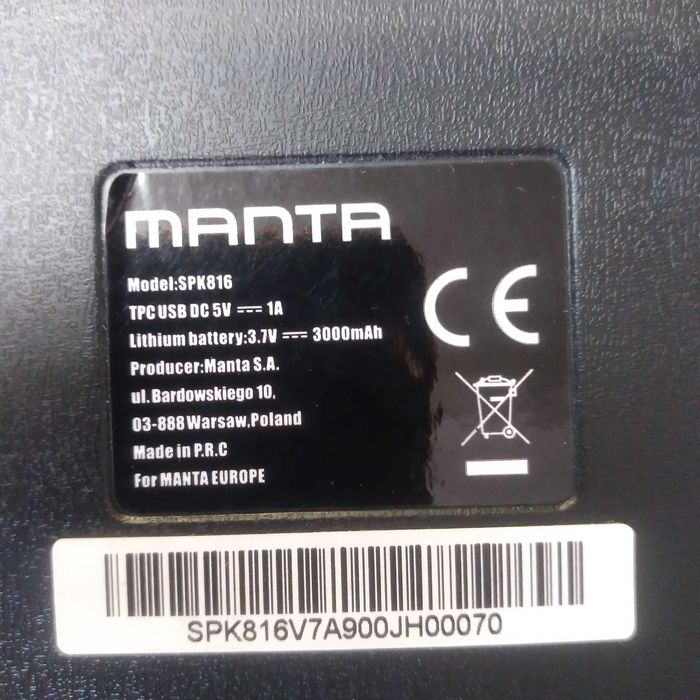 MANTA
Model:SPK816
TPC USB DC 5V ⎓ 1A
Lithium battery:3.7V ⎓ 3000mAh
Producer:Manta S.A.
ul.Bardowskiego 10,
03-888 Warsaw,Poland
Made in P.R.C
For MANTA EUROPE
CE
SPK816V7A900JH00070